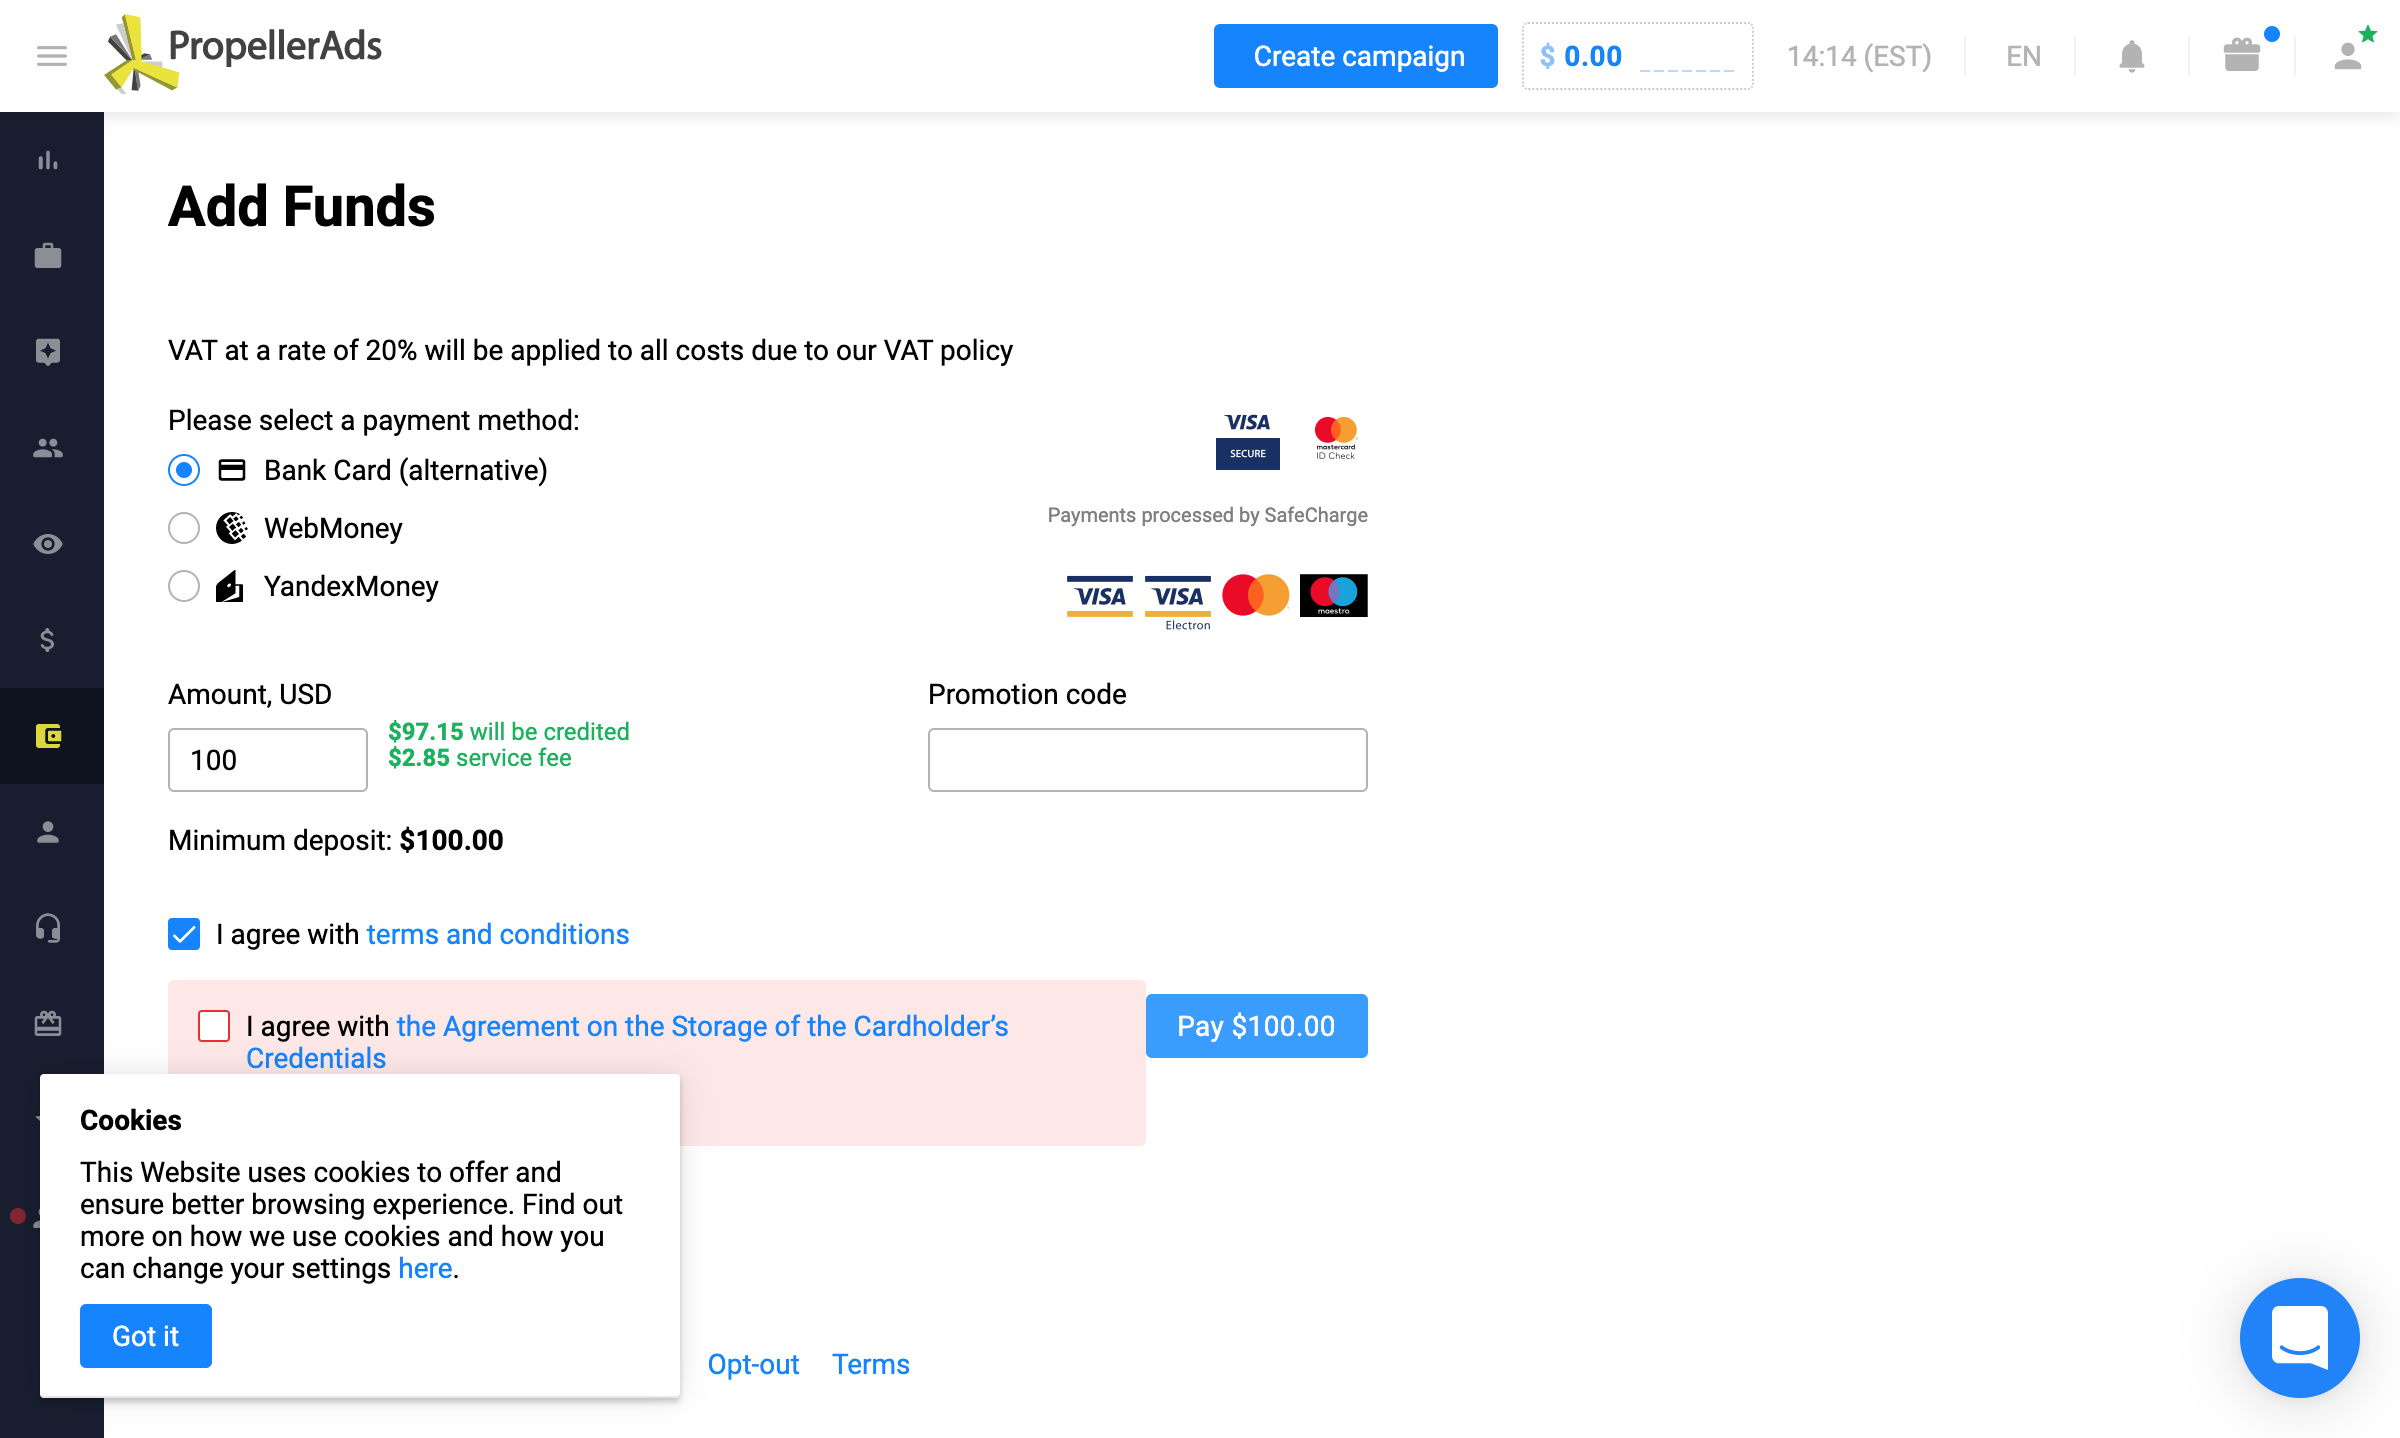 PropellerAds
Create campaign
$ 0.00
14:14 (EST)
EN
Add Funds
VAT at a rate of 20% will be applied to all costs due to our VAT policy
Please select a payment method:
Bank Card (alternative)
WebMoney
YandexMoney
VISA
SECURE
mastercard
ID Check
Payments processed by SafeCharge
VISA
VISA
Electron
maestro
Amount, USD
100
$97.15 will be credited
$2.85 service fee
Promotion code
Minimum deposit: $100.00
I agree with terms and conditions
I agree with the Agreement on the Storage of the Cardholder’s
Credentials
Pay $100.00
Cookies
This Website uses cookies to offer and
ensure better browsing experience. Find out
more on how we use cookies and how you
can change your settings here.
Got it
Opt-out
Terms